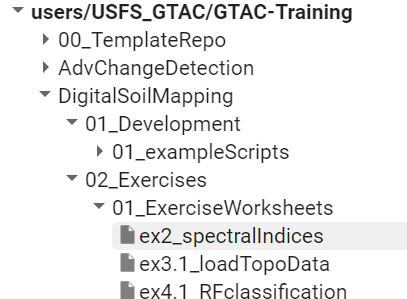 users/USFS_GTAC/GTAC-Training
00_TemplateRepo
AdvChangeDetection
DigitalSoilMapping
01_Development
01_exampleScripts
02_Exercises
01_ExerciseWorksheets
ex2_spectralIndices
ex3.1_loadTopoData
ex4.1_RFclassification